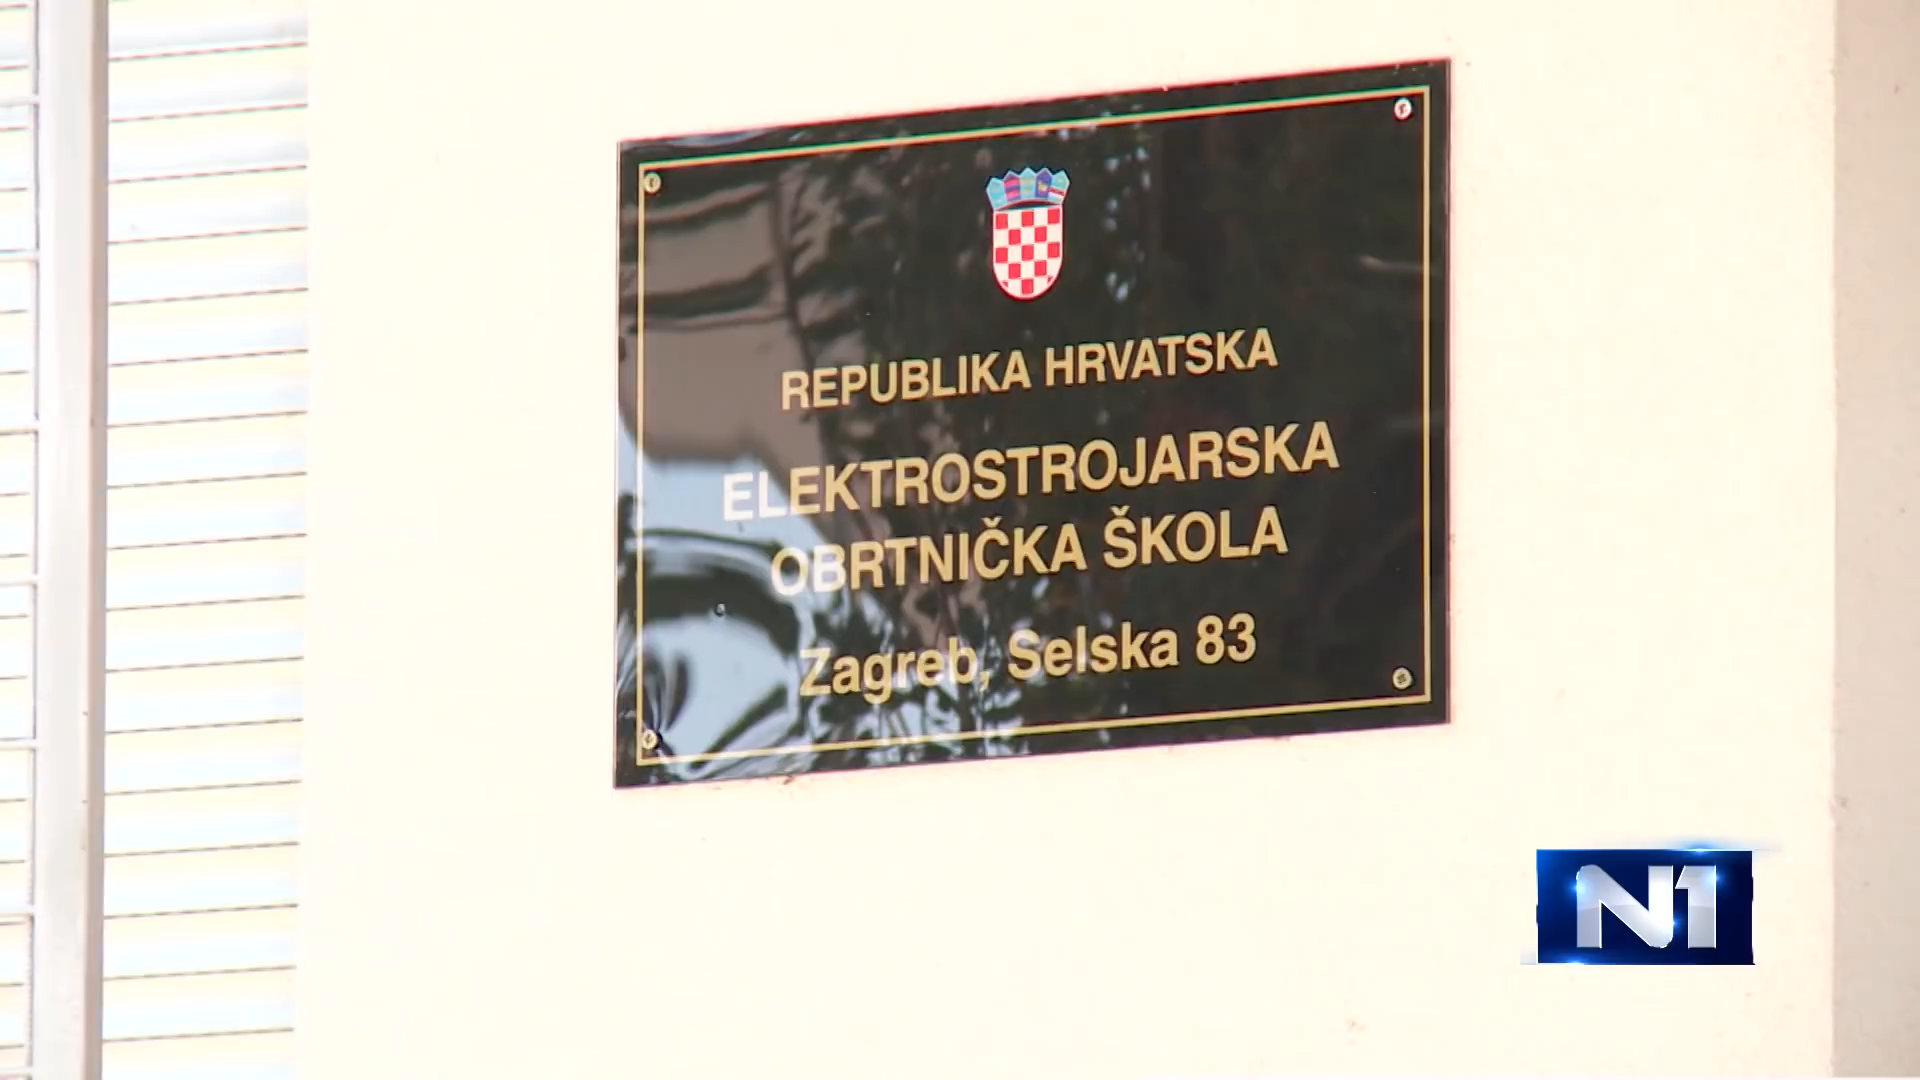 REPUBLIKA HRVATSKA
ELEKTROSTROJARSKA
OBRTNIČKA ŠKOLA
Zagreb, Selska 83
N1